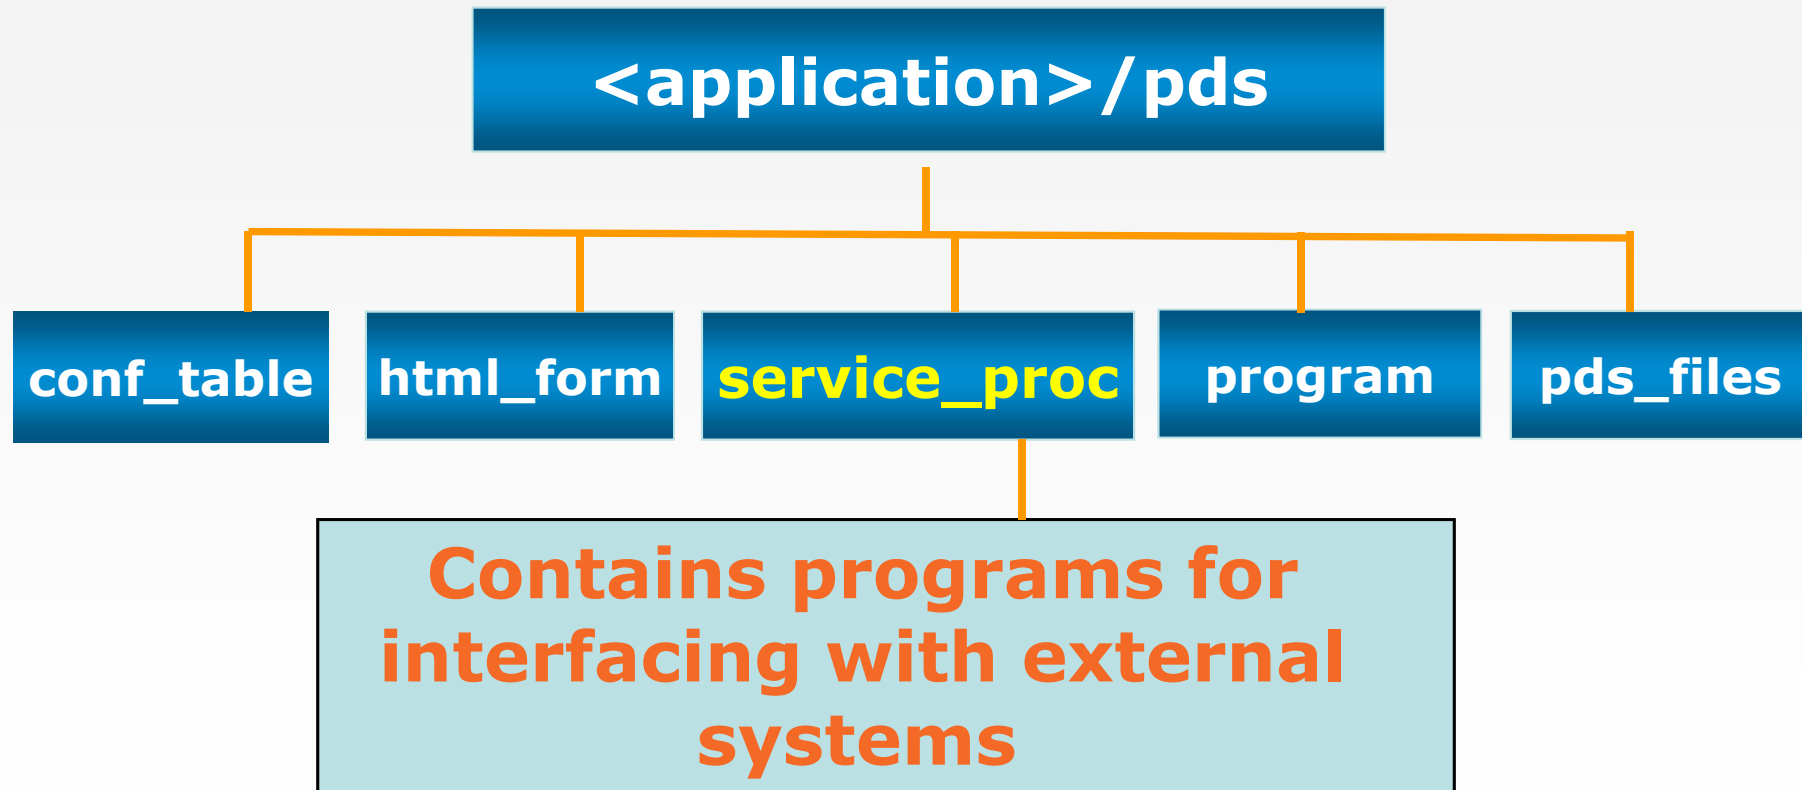 <application>/pds
conf_table
html_form
service_proc
program
pds_files
Contains programs for
interfacing with external
systems